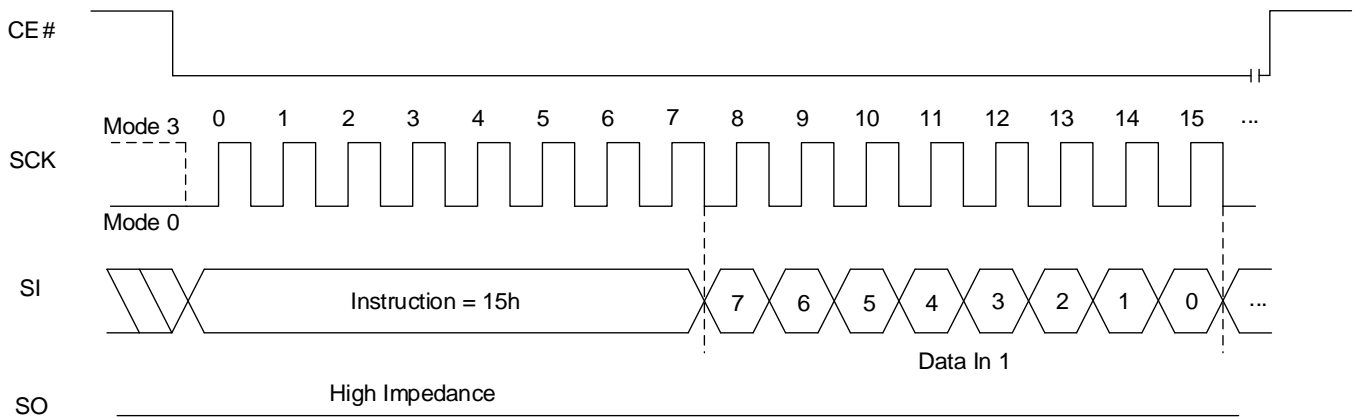 CE#
Mode 3 0 1 2 3 4 5 6 7 8 9 10 11 12 13 14 15 ...
SCK
Mode 0
SI Instruction = 15h 7 6 5 4 3 2 1 0 ...
Data In 1
High Impedance
SO